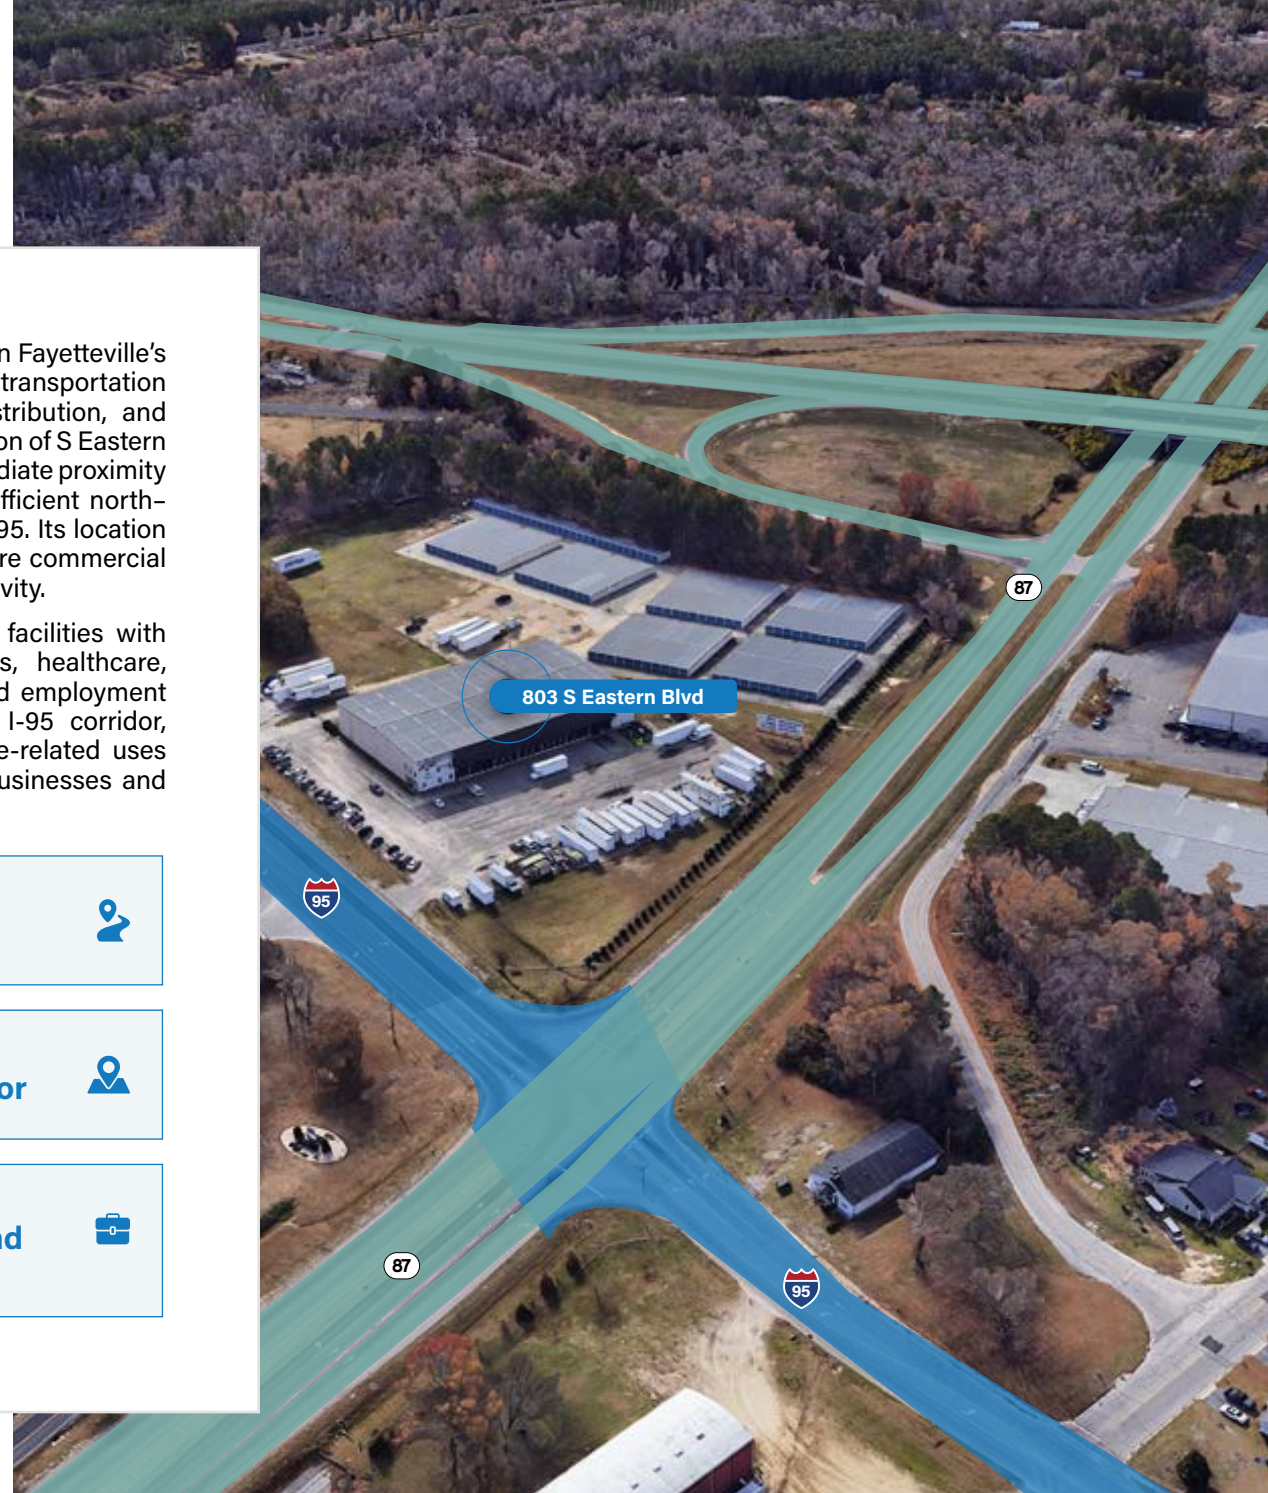 n Fayetteville's
transportation
stribution, and
on of S Eastern
diate proximity
fficient north–
95. Its location
re commercial
vity.
facilities with
s, healthcare,
d employment
I-95 corridor,
e-related uses
usinesses and
or
nd
87
803 S Eastern Blvd
95
87
95